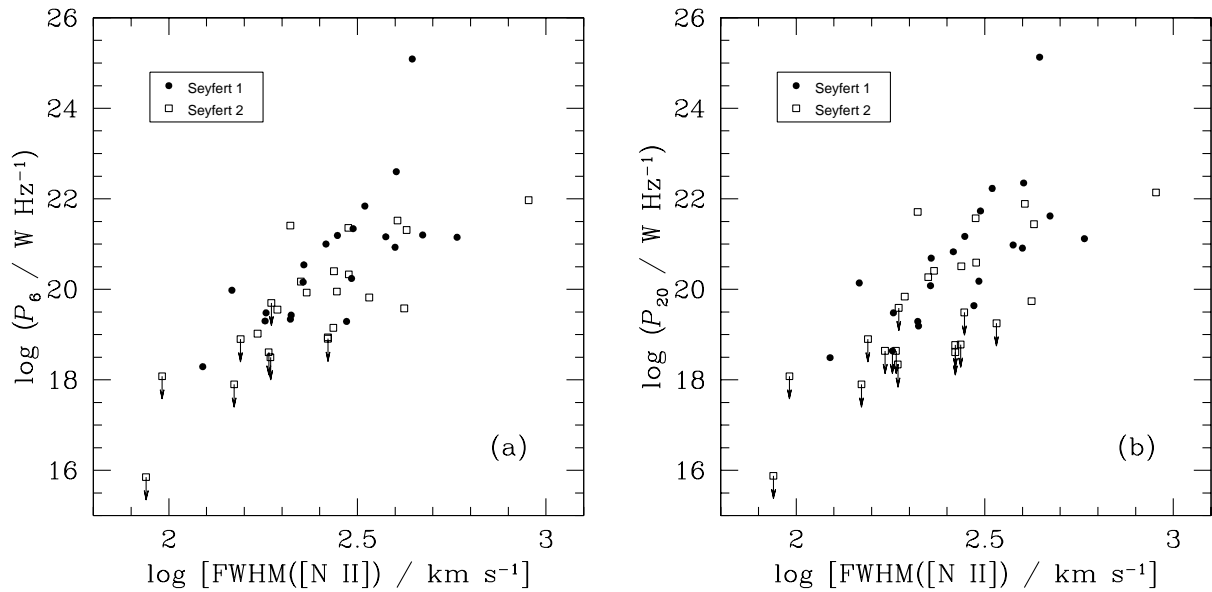 26
24
22
20
18
16
log (P6 / W Hz−1)
Seyfert 1
Seyfert 2
(a)
2
2.5
3
log [FWHM([N II]) / km s−1]
26
24
22
20
18
16
log (P20 / W Hz−1)
Seyfert 1
Seyfert 2
(b)
2
2.5
3
log [FWHM([N II]) / km s−1]